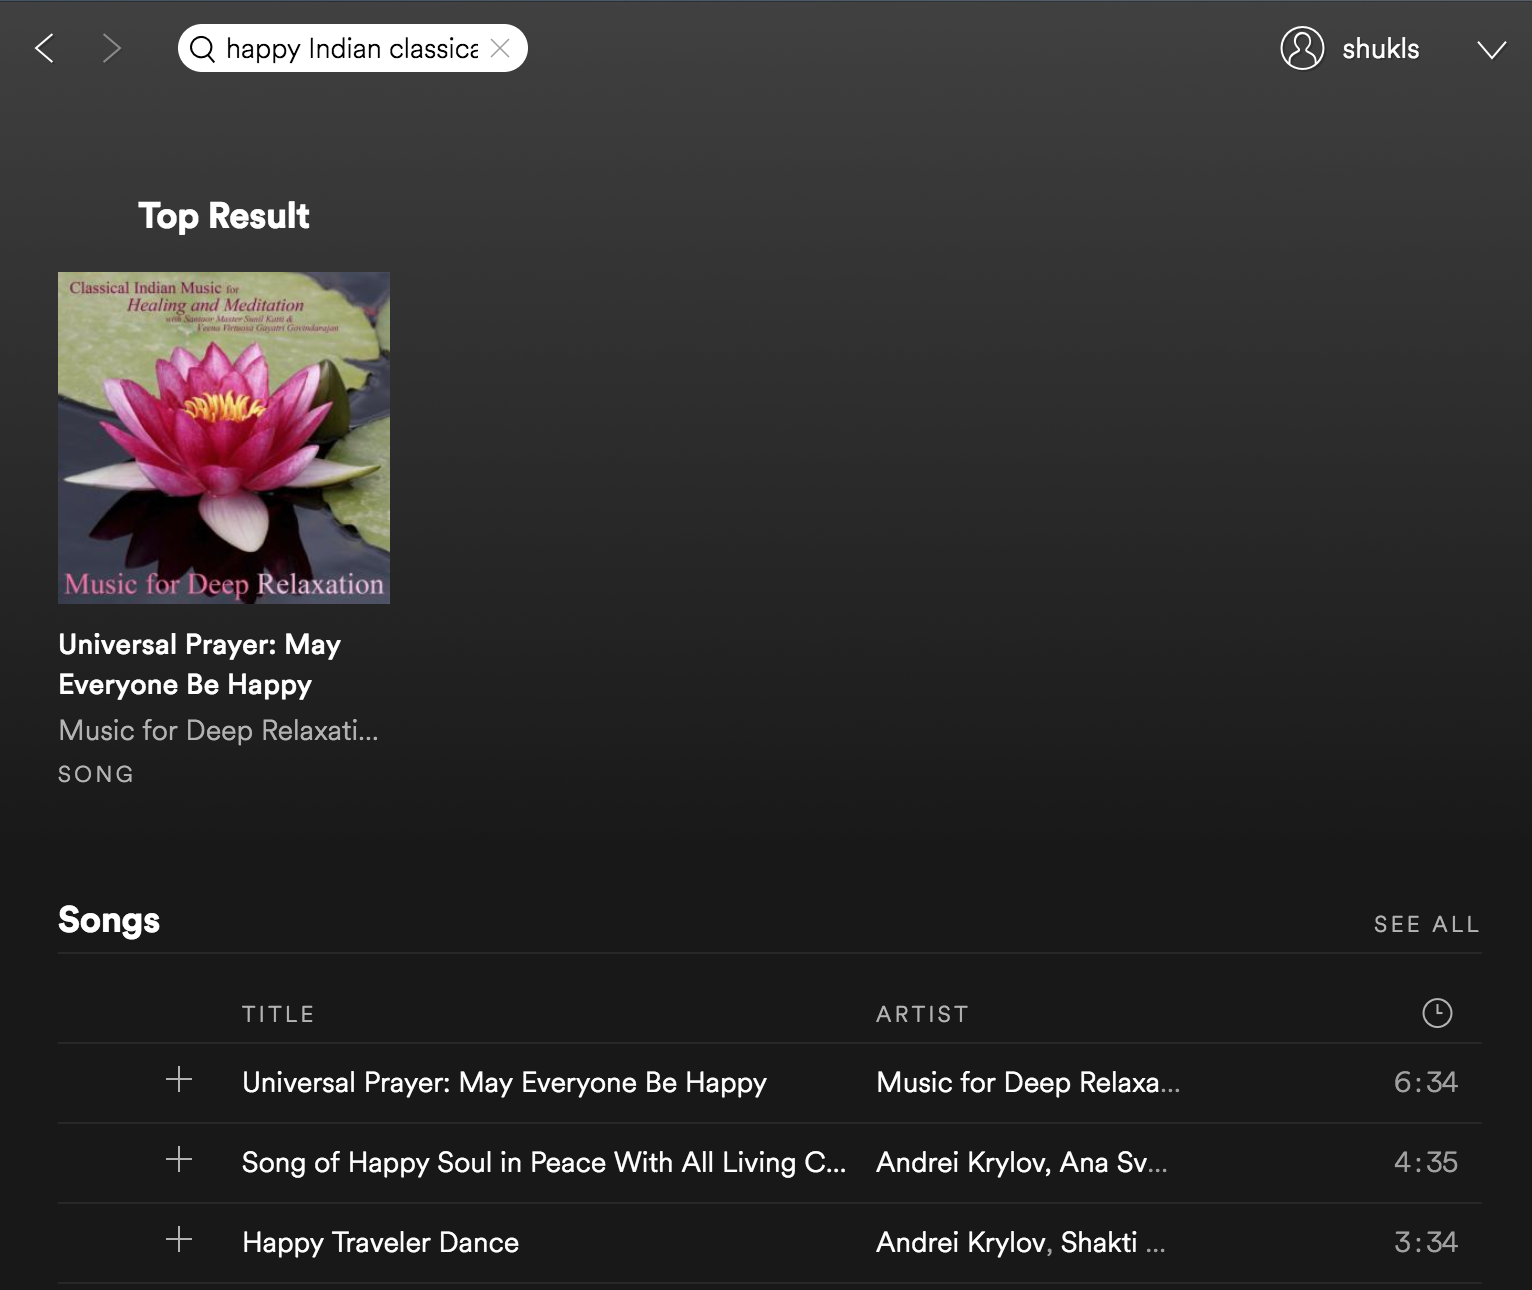 happy Indian classica
shukls
Top Result
Classical Indian Music for
Healing and Meditation
with Santoor Master Sunil Katti &
Veena Virtuosa Gayatri Govindarajan
Music for Deep Relaxation
Universal Prayer: May
Everyone Be Happy
Music for Deep Relaxati...
SONG
Songs
SEE ALL
TITLE ARTIST
Universal Prayer: May Everyone Be Happy Music for Deep Relaxa... 6:34
Song of Happy Soul in Peace With All Living C... Andrei Krylov, Ana Sv... 4:35
Happy Traveler Dance Andrei Krylov, Shakti ... 3:34